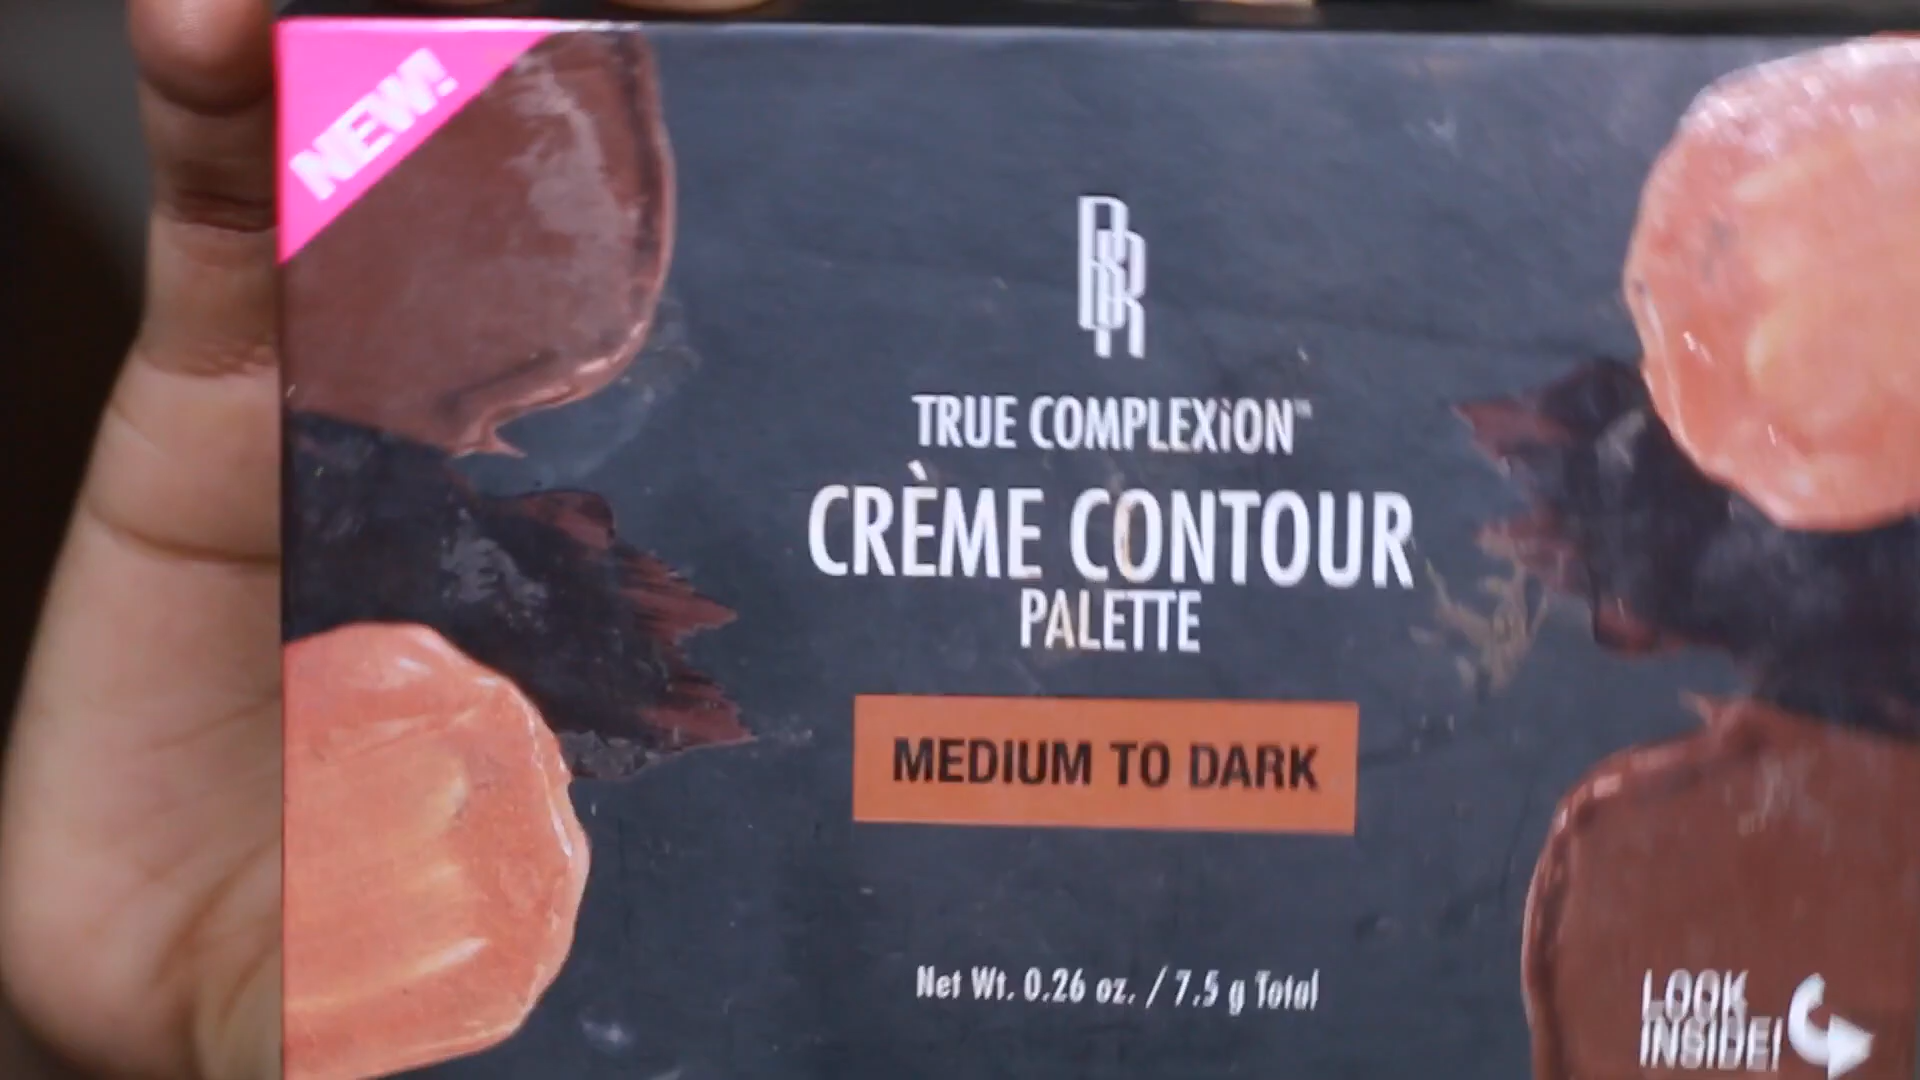 NEW!
BR
TRUE COMPLEXiON™
CRÈME CONTOUR
PALETTE
MEDIUM TO DARK
Net Wt. 0.26 oz. / 7.5 g Total
LOOK
INSIDE!